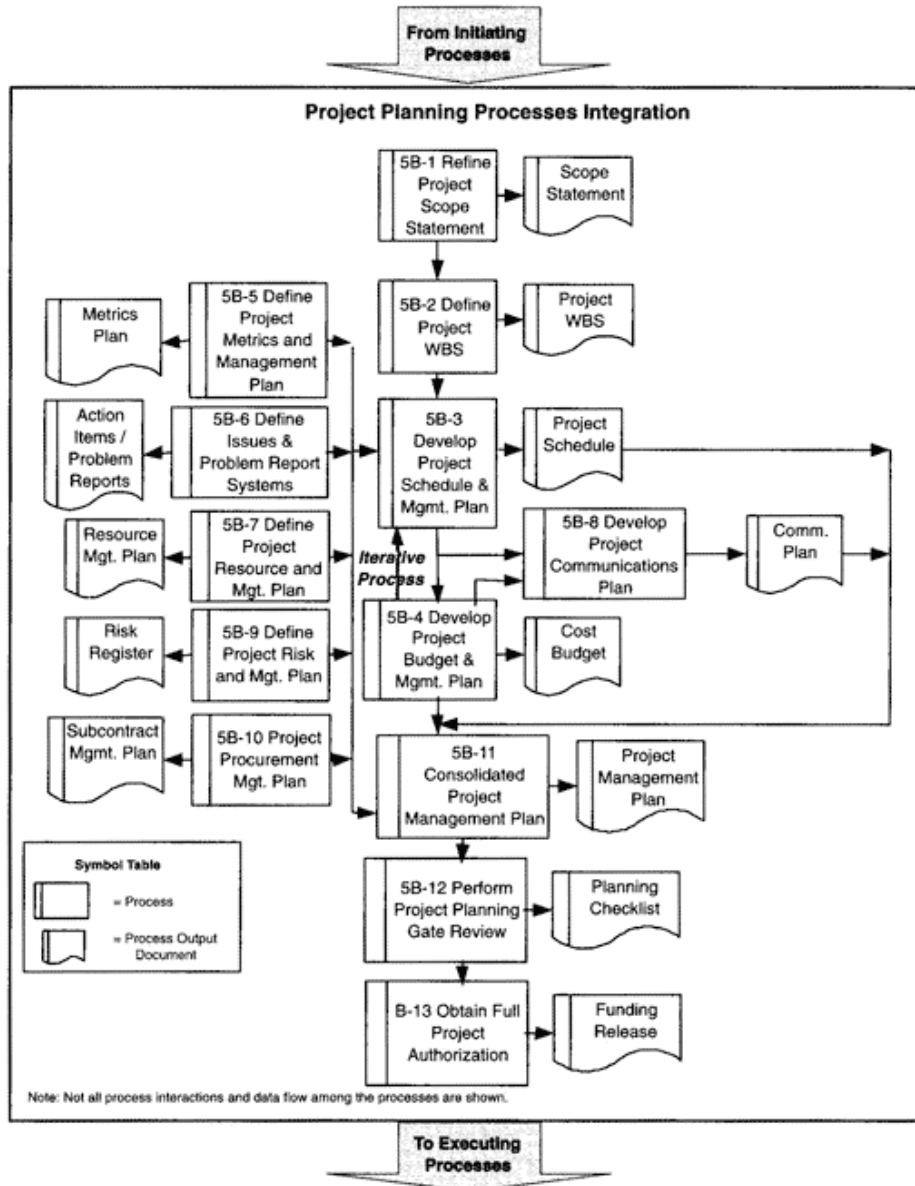 From Initiating
Processes
Project Planning Processes Integration
5B-1 Refine
Project
Scope
Statement
Scope
Statement
5B-2 Define
Project
WBS
Project
WBS
5B-5 Define
Project
Metrics and
Management
Plan
Metrics
Plan
5B-3
Develop
Project
Schedule &
Mgmt. Plan
Project
Schedule
5B-6 Define
Issues &
Problem Report
Systems
Action
Items /
Problem
Reports
5B-7 Define
Project
Resource and
Mgt. Plan
Resource
Mgt. Plan
Iterative
Process
5B-8 Develop
Project
Communications
Plan
Comm.
Plan
5B-4 Develop
Project
Budget &
Mgmt. Plan
Cost
Budget
5B-9 Define
Project Risk
and Mgt. Plan
Risk
Register
5B-10 Project
Procurement
Mgt. Plan
Subcontract
Mgmt. Plan
5B-11
Consolidated
Project
Management Plan
Project
Management
Plan
5B-12 Perform
Project Planning
Gate Review
Planning
Checklist
B-13 Obtain Full
Project
Authorization
Funding
Release
Symbol Table
= Process
= Process Output
Document
Note: Not all process interactions and data flow among the processes are shown.
To Executing
Processes